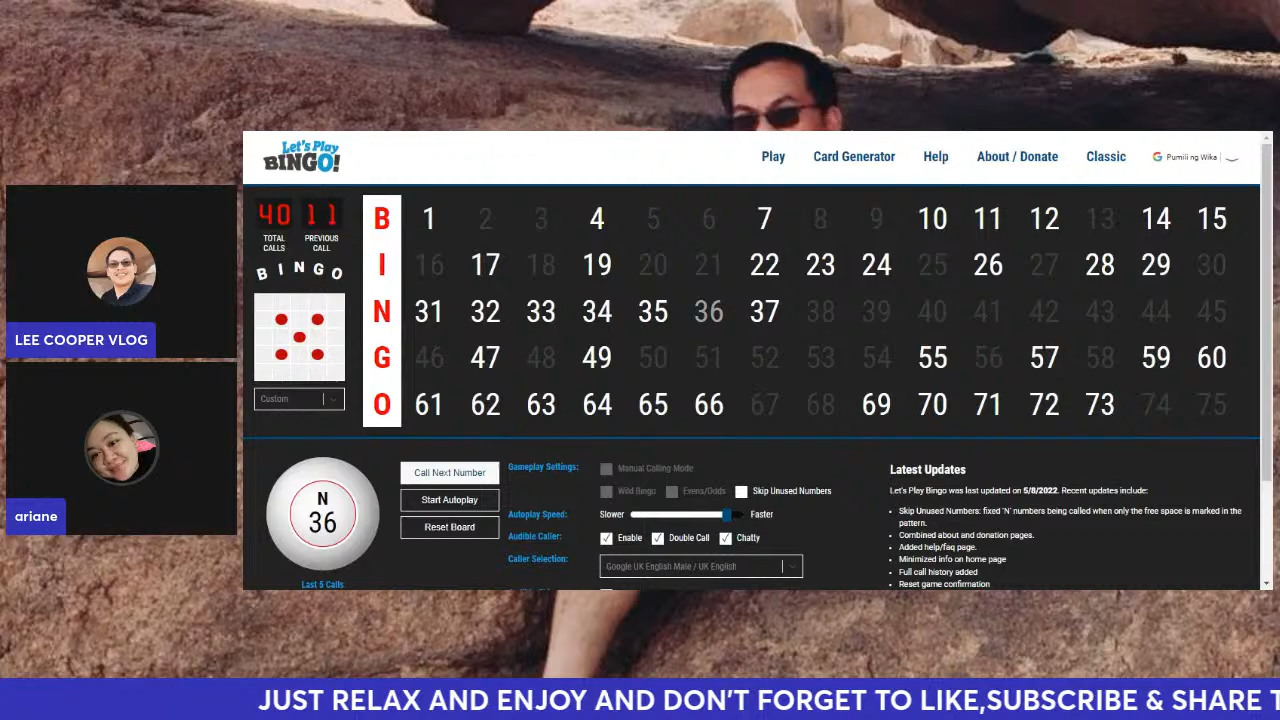 Let's Play
BINGO!
Play
Card Generator
Help
About / Donate
Classic
G Pumili ng Wika
40
11
TOTAL
CALLS
PREVIOUS
CALL
B I N G O
Custom
B 1 2 3 4 5 6 7 8 9 10 11 12 13 14 15
I 16 17 18 19 20 21 22 23 24 25 26 27 28 29 30
N 31 32 33 34 35 36 37 38 39 40 41 42 43 44 45
G 46 47 48 49 50 51 52 53 54 55 56 57 58 59 60
O 61 62 63 64 65 66 67 68 69 70 71 72 73 74 75
LEE COOPER VLOG
ariane
N
36
Last 5 Calls
Call Next Number
Start Autoplay
Reset Board
Gameplay Settings:
Manual Calling Mode
Wild Bingo
Evens/Odds
Skip Unused Numbers
Autoplay Speed:
Slower
Faster
Audible Caller:
Enable
Double Call
Chatty
Caller Selection:
Google UK English Male / UK English
Latest Updates
Let's Play Bingo was last updated on 5/8/2022. Recent updates include:
Skip Unused Numbers: fixed 'N' numbers being called when only the free space is marked in the
pattern.
Combined about and donation pages.
Added help/faq page.
Minimized info on home page
Full call history added
Reset game confirmation
JUST RELAX AND ENJOY AND DON'T FORGET TO LIKE,SUBSCRIBE & SHARE